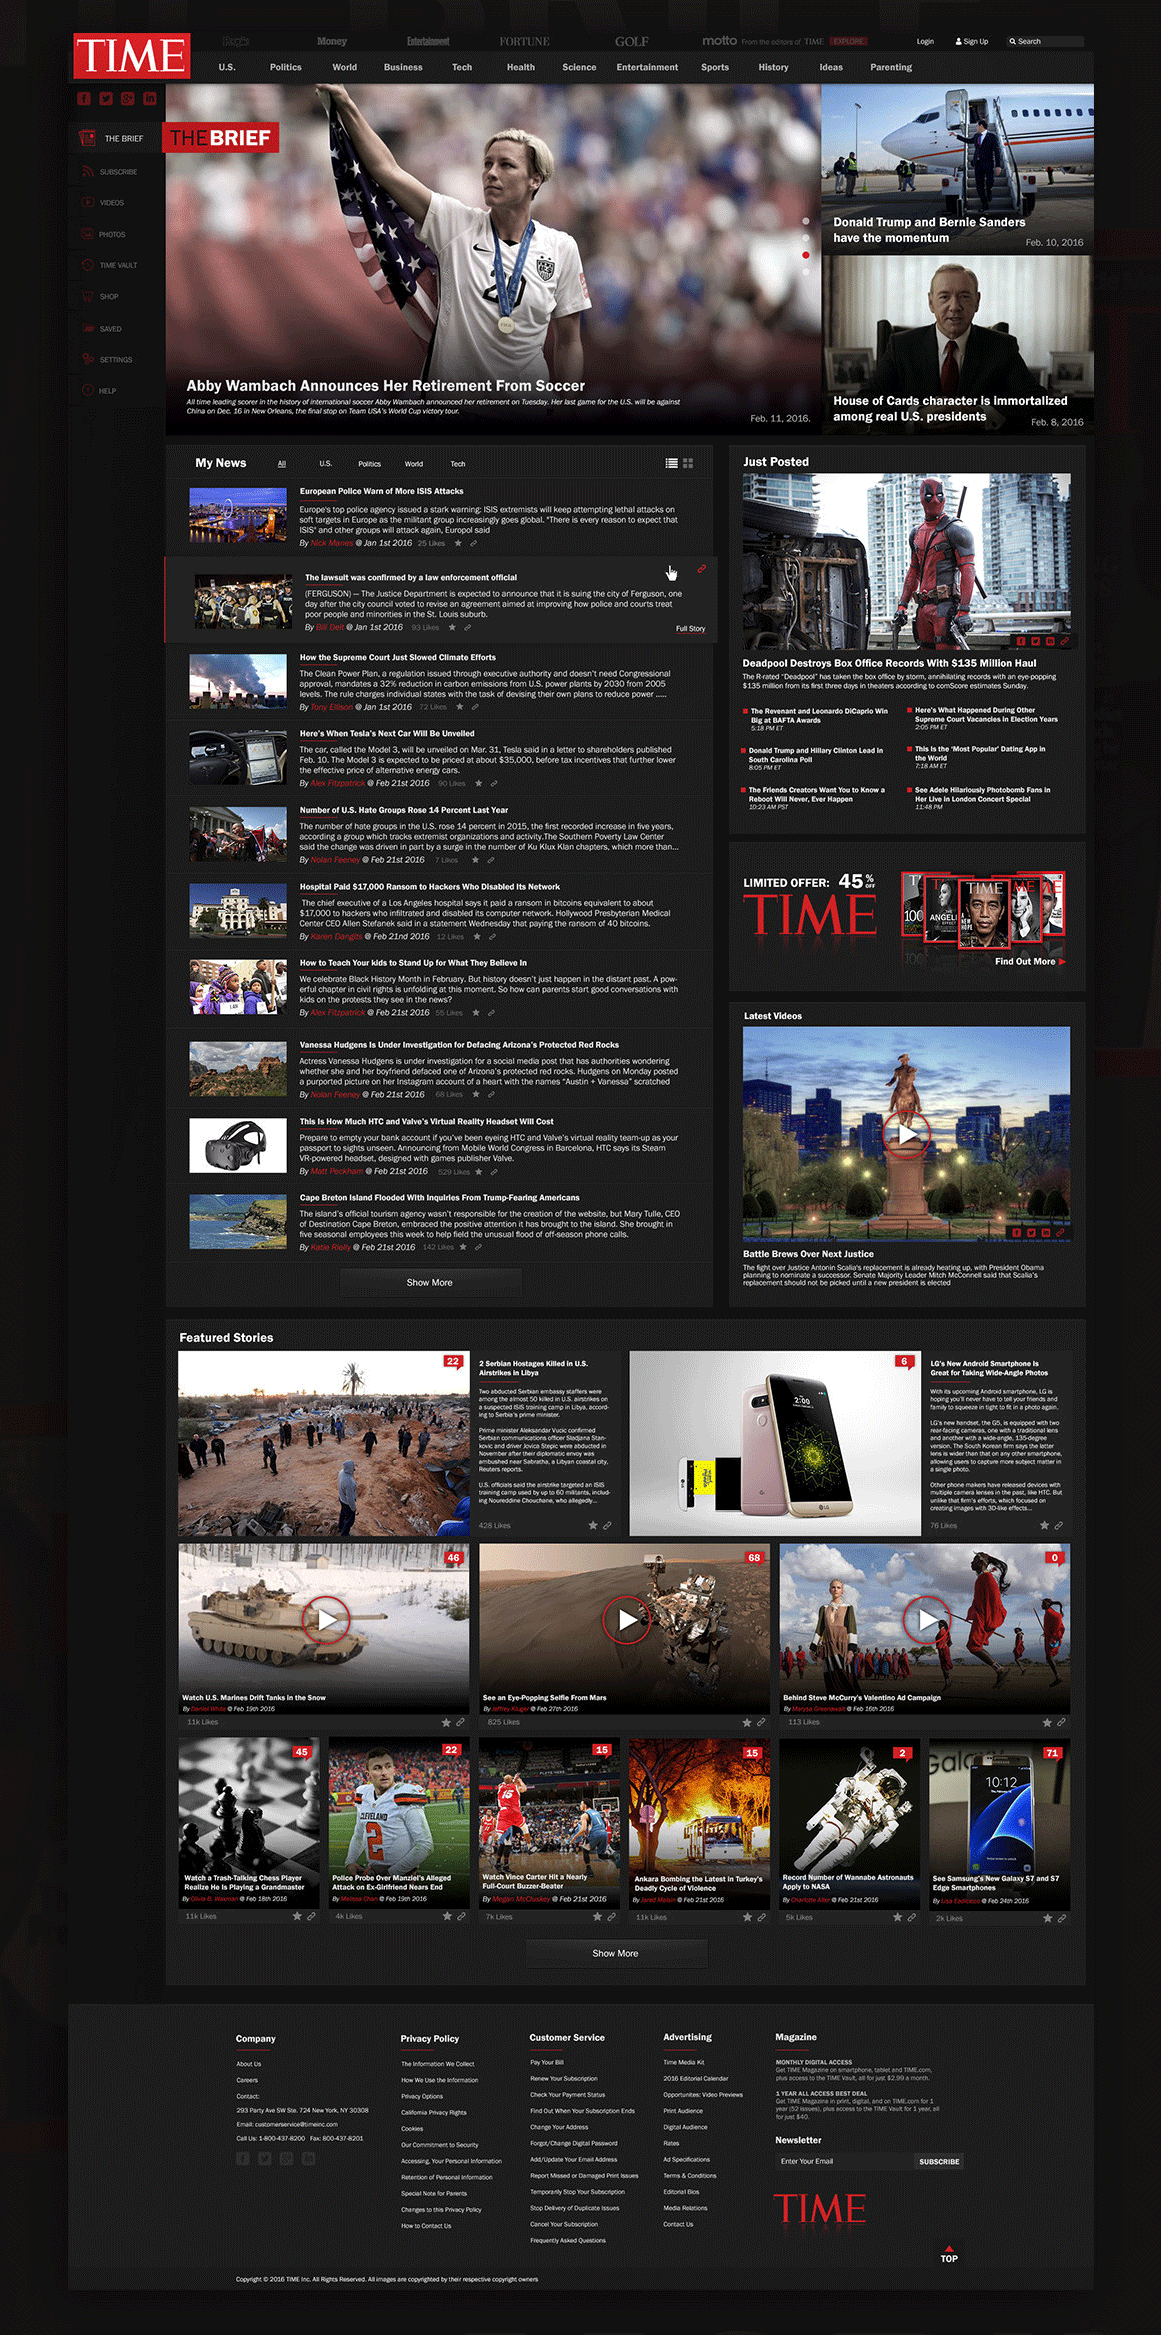 People
Money
Entertainment
FORTUNE
GOLF
motto From the editors of TIME EXPLORE
Login
Sign Up
Search
TIME
U.S.
Politics
World
Business
Tech
Health
Science
Entertainment
Sports
History
Ideas
Parenting
THE BRIEF
SUBSCRIBE
VIDEOS
PHOTOS
TIME VAULT
SHOP
SAVED
SETTINGS
HELP
THEBRIEF
Abby Wambach Announces Her Retirement From Soccer
All time leading scorer in the history of international soccer Abby Wambach announced her retirement on Tuesday. Her last game for the U.S. will be against
China on Dec. 16 in New Orleans, the final stop on Team USA's World Cup victory tour.
Feb. 11, 2016.
Donald Trump and Bernie Sanders
have the momentum
Feb. 10, 2016
House of Cards character is immortalized
among real U.S. presidents
Feb. 8, 2016
My News
All
U.S.
Politics
World
Tech
European Police Warn of More ISIS Attacks
Europe's top police agency issued a stark warning: ISIS extremists will keep attempting lethal attacks on
soft targets in Europe as the militant group increasingly goes global. "There is every reason to expect that
ISIS" and other groups will attack again, Europol said
By Nick Manes @ Jan 1st 2016 25 Likes
The lawsuit was confirmed by a law enforcement official
(FERGUSON) — The Justice Department is expected to announce that it is suing the city of Ferguson, one
day after the city council voted to revise an agreement aimed at improving how police and courts treat
poor people and minorities in the St. Louis suburb.
By Bill Delt @ Jan 1st 2016 93 Likes
Full Story
How the Supreme Court Just Slowed Climate Efforts
The Clean Power Plan, a regulation issued through executive authority and doesn't need Congressional
approval, mandates a 32% reduction in carbon emissions from U.S. power plants by 2030 from 2005
levels. The rule charges individual states with the task of devising their own plans to reduce power .....
By Tony Ellison @ Jan 1st 2016 72 Likes
Here's When Tesla's Next Car Will Be Unveiled
The car, called the Model 3, will be unveiled on Mar. 31, Tesla said in a letter to shareholders published
Feb. 10. The Model 3 is expected to be priced at about $35,000, before tax incentives that further lower
the effective price of alternative energy cars.
By Alex Fitzpatrick @ Feb 21st 2016 90 Likes
Number of U.S. Hate Groups Rose 14 Percent Last Year
The number of hate groups in the U.S. rose 14 percent in 2015, the first recorded increase in five years,
according a group which tracks extremist organizations and activity.The Southern Poverty Law Center
said the change was driven in part by a surge in the number of Ku Klux Klan chapters, which more than...
By Nolan Feeney @ Feb 21st 2016 7 Likes
Hospital Paid $17,000 Ransom to Hackers Who Disabled Its Network
The chief executive of a Los Angeles hospital says it paid a ransom in bitcoins equivalent to about
$17,000 to hackers who infiltrated and disabled its computer network. Hollywood Presbyterian Medical
Center CEO Allen Stefanek said in a statement Wednesday that paying the ransom of 40 bitcoins.
By Karen Dangits @ Feb 21nd 2016 12 Likes
How to Teach Your kids to Stand Up for What They Believe In
We celebrate Black History Month in February. But history doesn't just happen in the distant past. A pow-
erful chapter in civil rights is unfolding at this moment. So how can parents start good conversations with
kids on the protests they see in the news?
By Alex Fitzpatrick @ Feb 21st 2016 55 Likes
Vanessa Hudgens Is Under Investigation for Defacing Arizona's Protected Red Rocks
Actress Vanessa Hudgens is under investigation for a social media post that has authorities wondering
whether she and her boyfriend defaced one of Arizona's protected red rocks. Hudgens on Monday posted
a purported picture on her Instagram account of a heart with the names "Austin + Vanessa" scratched
By Nolan Feeney @ Feb 21st 2016 68 Likes
This Is How Much HTC and Valve's Virtual Reality Headset Will Cost
Prepare to empty your bank account if you've been eyeing HTC and Valve's virtual reality team-up as your
passport to sights unseen. Announcing from Mobile World Congress in Barcelona, HTC says its Steam
VR-powered headset, designed with games publisher Valve.
By Matt Peckham @ Feb 21st 2016 529 Likes
Cape Breton Island Flooded With Inquiries From Trump-Fearing Americans
The island's official tourism agency wasn't responsible for the creation of the website, but Mary Tulle, CEO
of Destination Cape Breton, embraced the positive attention it has brought to the island. She brought in
five seasonal employees this week to help field the unusual flood of off-season phone calls.
By Katie Rielly @ Feb 21st 2016 142 Likes
Show More
Just Posted
Deadpool Destroys Box Office Records With $135 Million Haul
The R-rated "Deadpool" has taken the box office by storm, annihilating records with an eye-popping
$135 million from its first three days in theaters according to comScore estimates Sunday.
The Revenant and Leonardo DiCaprio Win
Big at BAFTA Awards
5:18 PM ET
Here's What Happened During Other
Supreme Court Vacancies in Election Years
2:05 PM ET
Donald Trump and Hillary Clinton Lead in
South Carolina Poll
8:05 PM ET
This Is the 'Most Popular' Dating App in
the World
7:18 AM ET
The Friends Creators Want You to Know a
Reboot Will Never, Ever Happen
10:23 AM PST
See Adele Hilariously Photobomb Fans in
Her Live in London Concert Special
11:48 PM
LIMITED OFFER: 45% OFF
TIME
TIME
100
ANGELI
Find Out More
Latest Videos
Battle Brews Over Next Justice
The fight over Justice Antonin Scalia's replacement is already heating up, with President Obama
planning to nominate a successor. Senate Majority Leader Mitch McConnell said that Scalia's
replacement should not be picked until a new president is elected
Featured Stories
22
2 Serbian Hostages Killed in U.S.
Airstrikes in Libya
Two abducted Serbian embassy staffers were
among the almost 50 killed in U.S. airstrikes on
a suspected ISIS training camp in Libya, accord-
ing to Serbia's prime minister.
Prime minister Aleksandar Vucic confirmed
Serbian communications officer Sladjana Stan-
kovic and driver Jovica Stepic were abducted in
November after their diplomatic envoy was
ambushed near Sabratha, a Libyan coastal city,
Reuters reports.
U.S. officials said the airstrike targeted an ISIS
training camp used by up to 60 militants, includ-
ing Noureddine Chouchane, who allegedly...
428 Likes
6
LG's New Android Smartphone Is
Great for Taking Wide-Angle Photos
With its upcoming Android smartphone, LG is
hoping you'll never have to tell your friends and
family to squeeze in tight to fit in a photo again.
LG's new handset, the G5, is equipped with two
rear-facing cameras, one with a traditional lens
and another with a wide-angle, 135-degree
version. The South Korean firm says the latter
lens is wider than that on any other smartphone,
allowing users to capture more subject matter in
a single photo.
Other phone makers have released devices with
multiple camera lenses in the past, like HTC. But
unlike that firm's efforts, which focused on
creating images with 3D-like effects...
76 Likes
46
Watch U.S. Marines Drift Tanks in the Snow
By Daniel White @ Feb 19th 2016
11k Likes
68
See an Eye-Popping Selfie From Mars
By Jeffrey Kluger @ Feb 27th 2016
825 Likes
0
Behind Steve McCurry's Valentino Ad Campaign
By Marysa Greenawalt @ Feb 16th 2016
113 Likes
45
Watch a Trash-Talking Chess Player
Realize He Is Playing a Grandmaster
By Olivia B. Waxman @ Feb 18th 2016
11k Likes
22
CLEVELAND
2
Police Probe Over Manziel's Alleged
Attack on Ex-Girlfriend Nears End
By Melissa Chan @ Feb 19th 2016
4k Likes
15
Watch Vince Carter Hit a Nearly
Full-Court Buzzer-Beater
By Megan McCluskey @ Feb 21st 2016
7k Likes
15
Ankara Bombing the Latest in Turkey's
Deadly Cycle of Violence
By Jared Malsin @ Feb 21st 2016
11k Likes
2
Record Number of Wannabe Astronauts
Apply to NASA
By Charlotte Alter @ Feb 21st 2016
5k Likes
71
10:12
See Samsung's New Galaxy S7 and S7
Edge Smartphones
By Lisa Eadicicco @ Feb 24th 2016
2k Likes
Show More
Company
About Us
Careers
Contact:
293 Party Ave SW Ste. 724 New York, NY 30308
Email: customerservice@timeinc.com
Call Us: 1-800-437-8200 Fax: 800-437-8201
Privacy Policy
The Information We Collect
How We Use the Information
Privacy Options
California Privacy Rights
Cookies
Our Commitment to Security
Accessing, Your Personal Information
Retention of Personal Information
Special Note for Parents
Changes to this Privacy Policy
How to Contact Us
Customer Service
Pay Your Bill
Renew Your Subscription
Check Your Payment Status
Find Out When Your Subscription Ends
Change Your Address
Forgot/Change Digital Password
Add/Update Your Email Address
Report Missed or Damaged Print Issues
Temporarily Stop Your Subscription
Stop Delivery of Duplicate Issues
Cancel Your Subscription
Frequently Asked Questions
Advertising
Time Media Kit
2016 Editorial Calendar
Opportunites: Video Previews
Print Audience
Digital Audience
Rates
Ad Specifications
Terms & Conditions
Editorial Bios
Media Relations
Contact Us
Magazine
MONTHLY DIGITAL ACCESS
Get TIME Magazine on smartphone, tablet and TIME.com,
plus access to the TIME Vault, all for just $2.99 a month.
1 YEAR ALL ACCESS BEST DEAL
Get TIME Magazine in print, digital, and on TIME.com for 1
year (52 issues), plus access to the TIME Vault for 1 year, all
for just $40.
Newsletter
Enter Your Email
SUBSCRIBE
TIME
TOP
Copyright © 2016 TIME Inc. All Rights Reserved. All images are copyrighted by their respective copyright owners